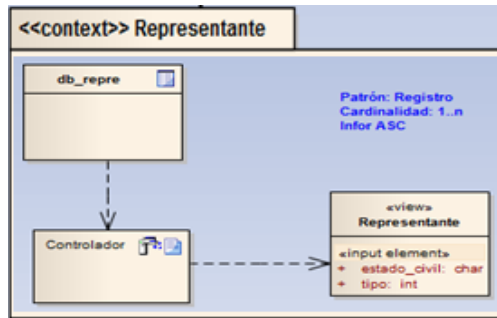 <<context>> Representante
db_repre
Patrón: Registro
Cardinalidad: 1..n
Infor ASC
«view»
Representante
Controlador
«input element»
+ estado_civil: char
+ tipo: int